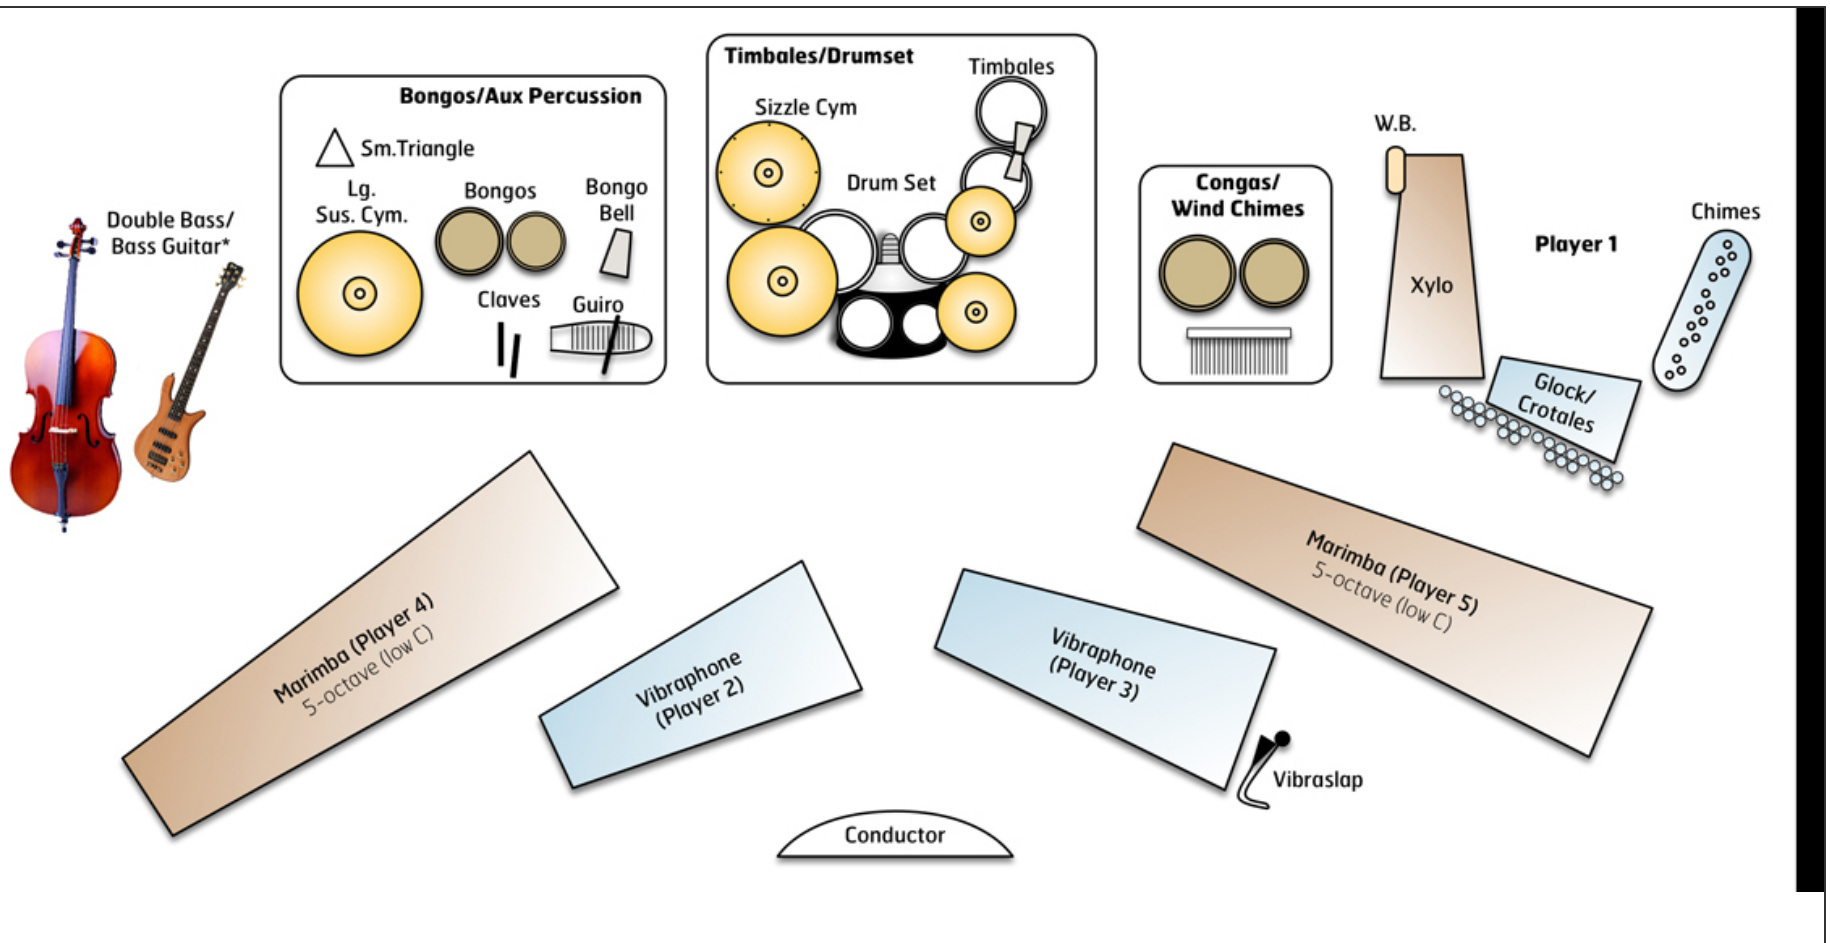 Timbales/Drumset
Timbales
Sizzle Cym
Drum Set
Bongos/Aux Percussion
Sm.Triangle
Lg.
Sus. Cym.
Bongos
Bongo
Bell
Claves
Guiro
Double Bass/
Bass Guitar*
Congas/
Wind Chimes
W.B.
Xylo
Player 1
Chimes
Glock/
Crotales
Marimba (Player 4)
5-octave (low C)
Vibraphone
(Player 2)
Vibraphone
(Player 3)
Marimba (Player 5)
5-octave (low C)
Vibraslap
Conductor